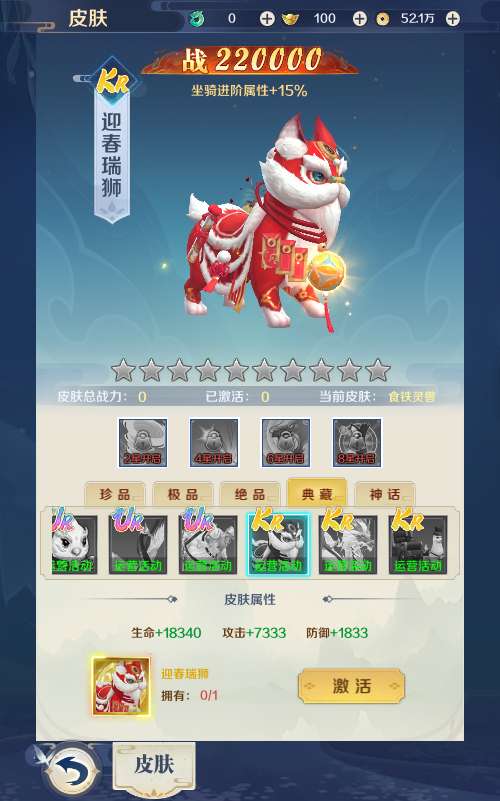 皮肤
0
100
52.1万
战220000
坐骑进阶属性+15%
KR
迎春瑞狮
皮肤总战力：0
已激活：0
当前皮肤：食铁灵兽
2星开启
4星开启
6星开启
8星开启
珍品
极品
绝品
典藏
神话
UR
UR
UR
KR
KR
KR
运营活动
运营活动
运营活动
运营活动
运营活动
运营活动
皮肤属性
生命+18340
攻击+7333
防御+1833
迎春瑞狮
拥有：0/1
激活
皮肤